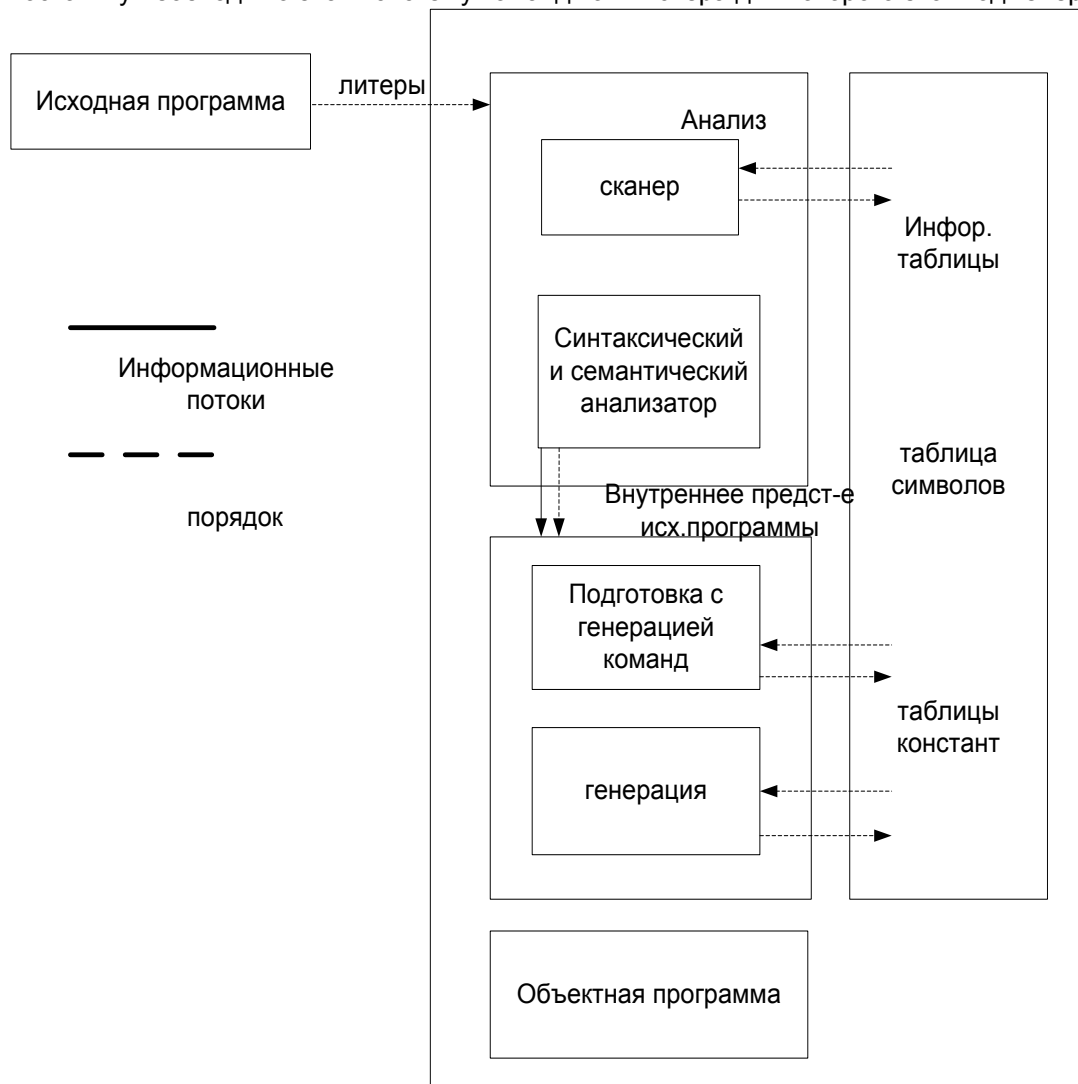 Исходная программа
литеры
Анализ
сканер
Инфор.
таблицы
Синтаксический
и семантический
анализатор
Информационные
потоки
таблица
символов
порядок
Внутреннее предст-е
исх.программы
Подготовка с
генерацией
команд
таблицы
констант
генерация
Объектная программа